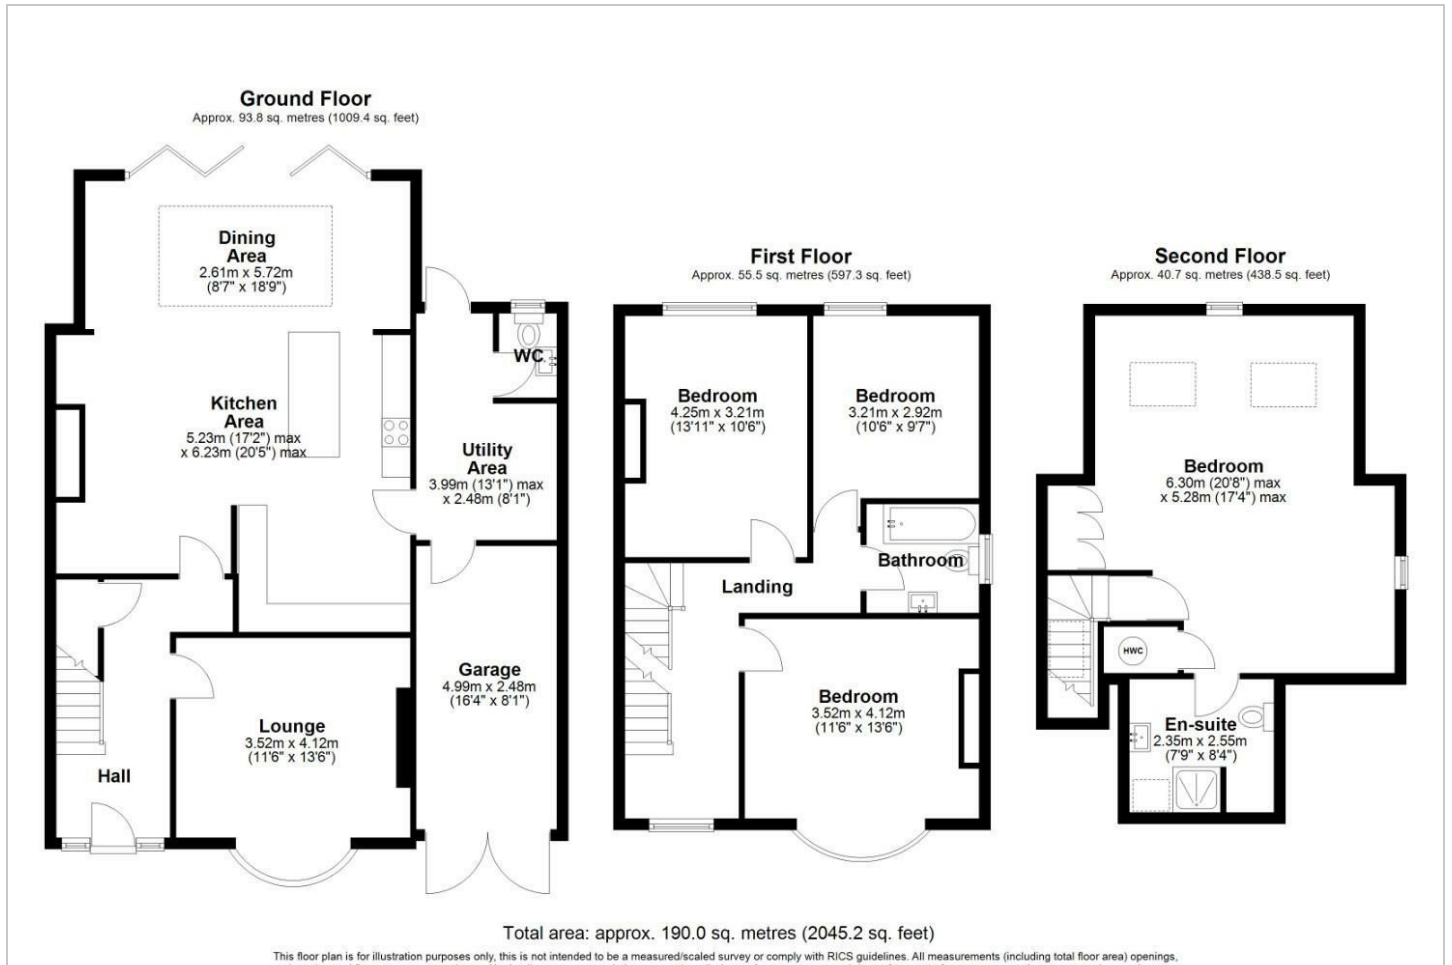 Ground Floor
Approx. 93.8 sq. metres (1009.4 sq. feet)
Dining
Area
2.61m x 5.72m
(8'7" x 18'9")
WC
Kitchen
Area
5.23m (17'2") max
x 6.23m (20'5") max
Utility
Area
3.99m (13'1") max
x 2.48m (8'1")
Garage
4.99m x 2.48m
(16'4" x 8'1")
Lounge
3.52m x 4.12m
(11'6" x 13'6")
Hall
First Floor
Approx. 55.5 sq. metres (597.3 sq. feet)
Bedroom
4.25m x 3.21m
(13'11" x 10'6")
Bedroom
3.21m x 2.92m
(10'6" x 9'7")
Bathroom
Landing
Bedroom
3.52m x 4.12m
(11'6" x 13'6")
Second Floor
Approx. 40.7 sq. metres (438.5 sq. feet)
Bedroom
6.30m (20'8") max
x 5.28m (17'4") max
HWC
En-suite
2.35m x 2.55m
(7'9" x 8'4")
Total area: approx. 190.0 sq. metres (2045.2 sq. feet)
This floor plan is for illustration purposes only, this is not intended to be a measured/scaled survey or comply with RICS guidelines. All measurements (including total floor area) openings,